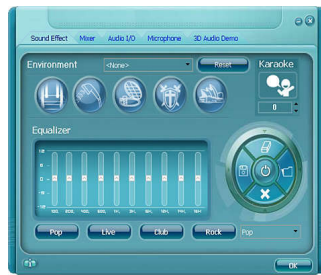 Sound Effect Mixer Audio I/O Microphone 3D Audio Demo
Environment <None> Reset Karaoke
0
Equalizer
Pop Live Club Rock Pop
OK